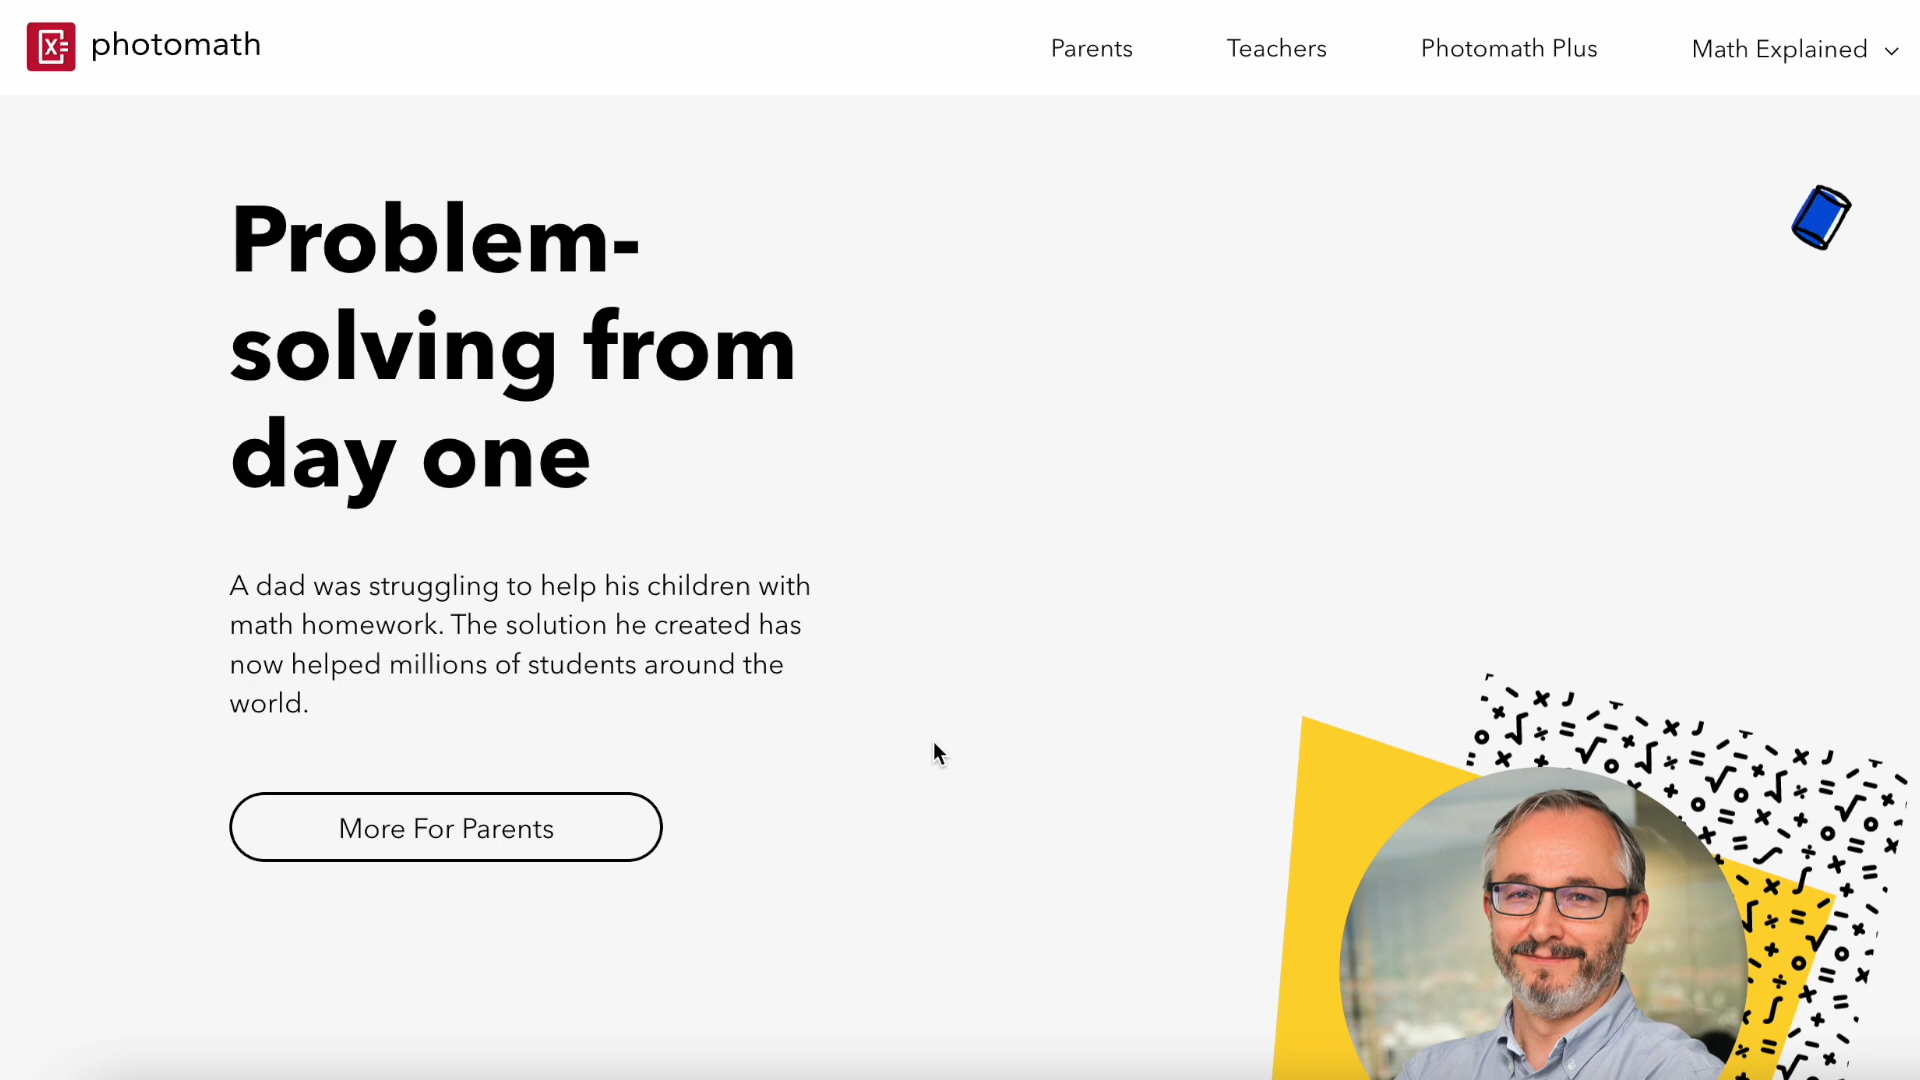 photomath
Parents
Teachers
Photomath Plus
Math Explained
Problem-
solving from
day one
A dad was struggling to help his children with
math homework. The solution he created has
now helped millions of students around the
world.
More For Parents